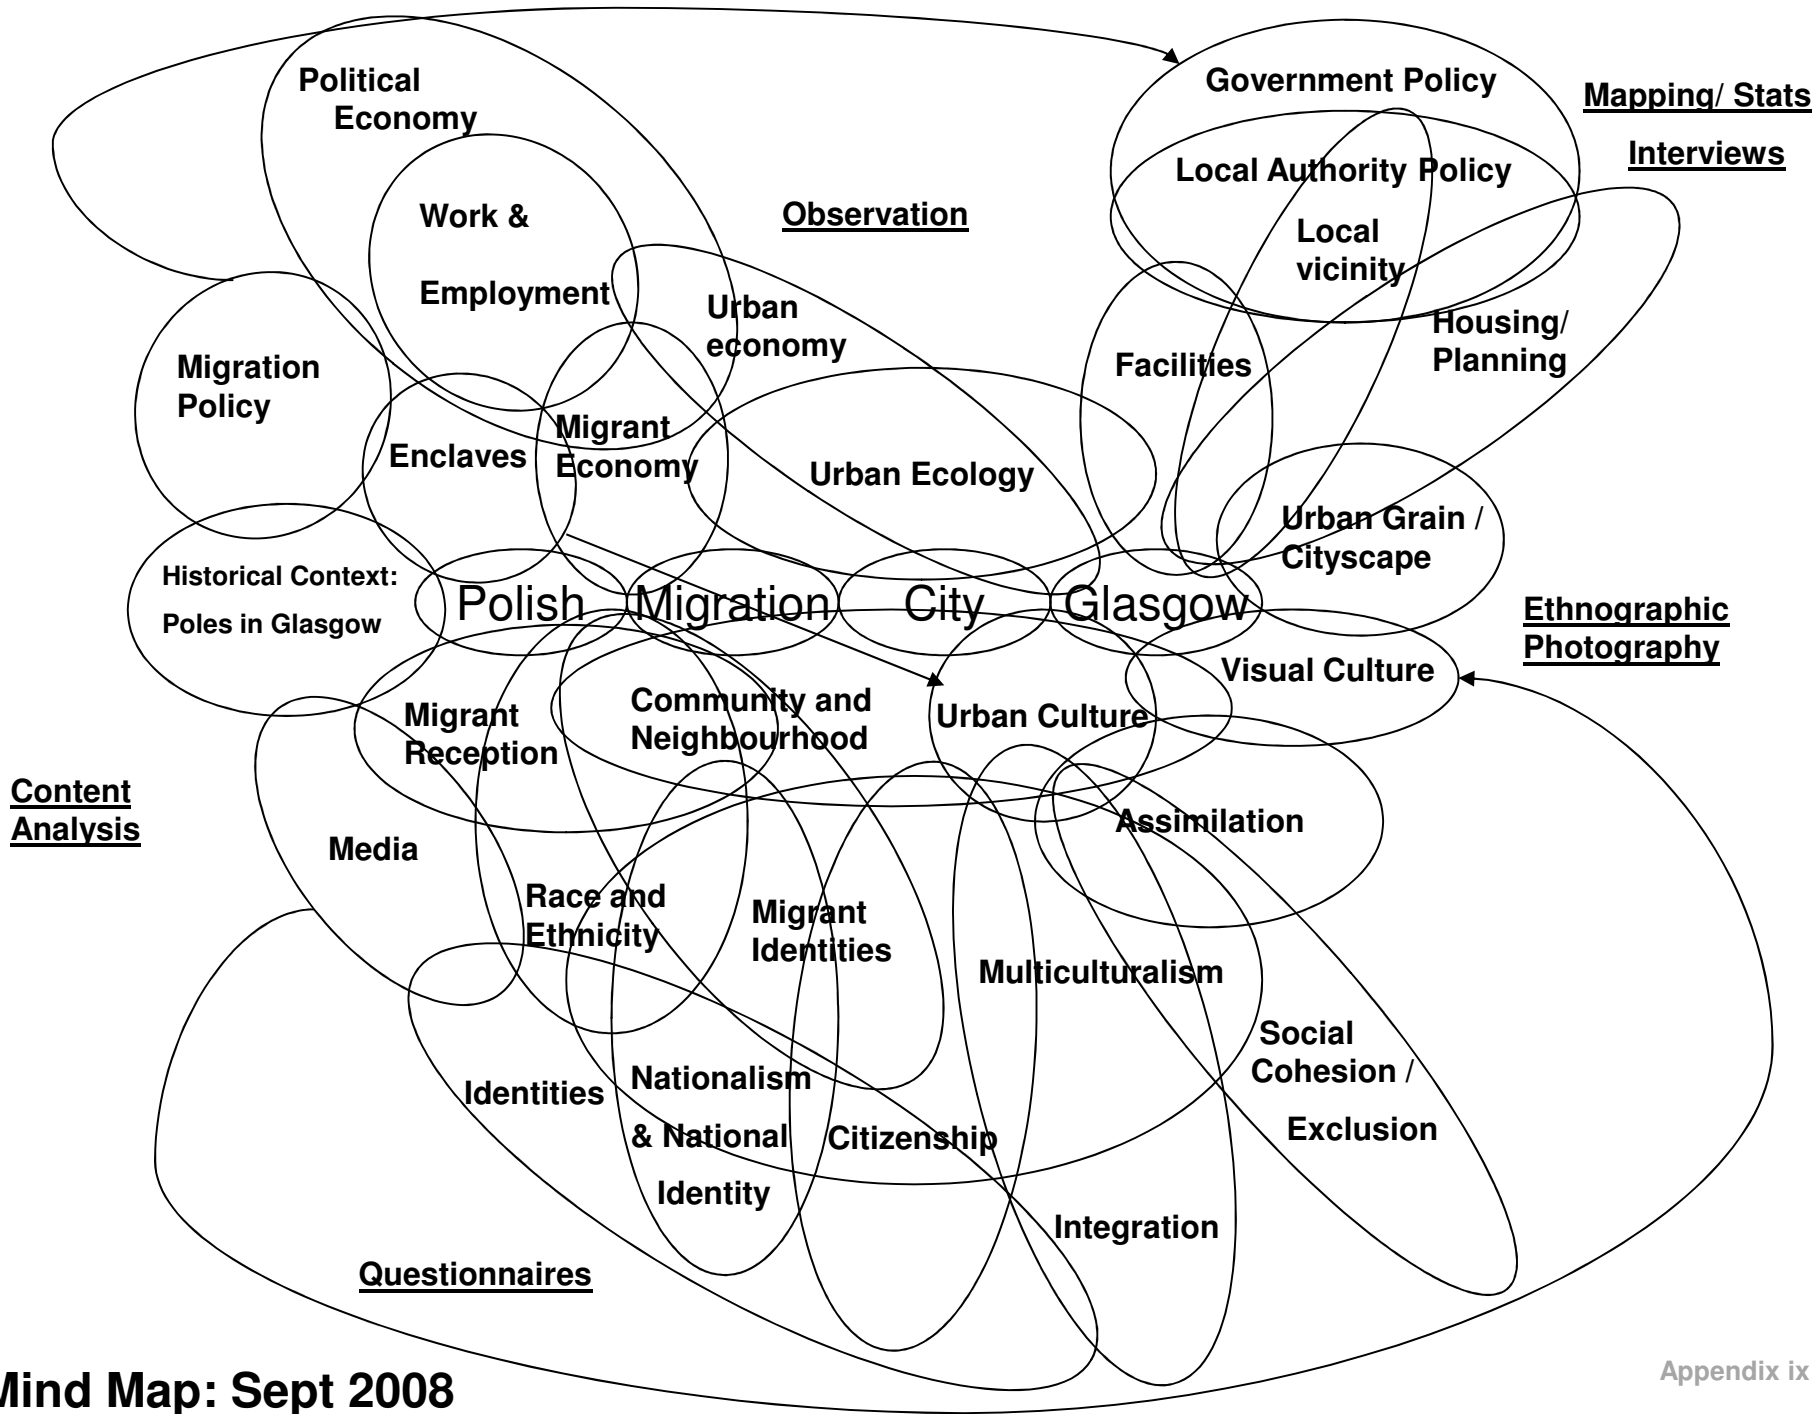 Political
Economy
Government Policy
Mapping/ Stats
Interviews
Local Authority Policy
Work &
Employment
Observation
Local
vicinity
Urban
economy
Housing/
Planning
Facilities
Migration
Policy
Enclaves
Migrant
Economy
Urban Ecology
Urban Grain /
Cityscape
Historical Context:
Poles in Glasgow
Polish
Migration
City
Glasgow
Ethnographic
Photography
Visual Culture
Migrant
Reception
Community and
Neighbourhood
Urban Culture
Content
Analysis
Media
Assimilation
Race and
Ethnicity
Migrant
Identities
Multiculturalism
Social
Cohesion /
Exclusion
Identities
Nationalism
& National
Identity
Citizenship
Integration
Questionnaires
Mind Map: Sept 2008
Appendix ix